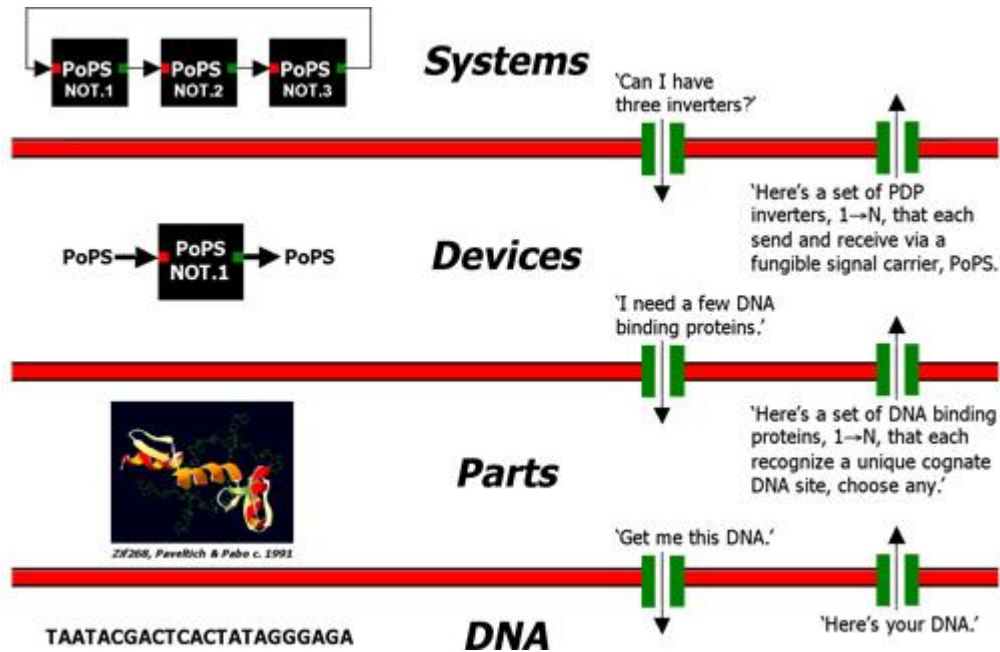 PoPS NOT.1
PoPS NOT.2
PoPS NOT.3
Systems
'Can I have
three inverters?'
'Here's a set of PDP
inverters, 1→N, that each
send and receive via a
fungible signal carrier, PoPS.'
PoPS
PoPS
NOT.1
PoPS
Devices
'I need a few DNA
binding proteins.'
'Here's a set of DNA binding
proteins, 1→N, that each
recognize a unique cognate
DNA site, choose any.'
Zif268, Paveltich & Pabo c. 1991
Parts
'Get me this DNA.'
'Here's your DNA.'
TAATACGACTCACTATAGGGAGA
DNA